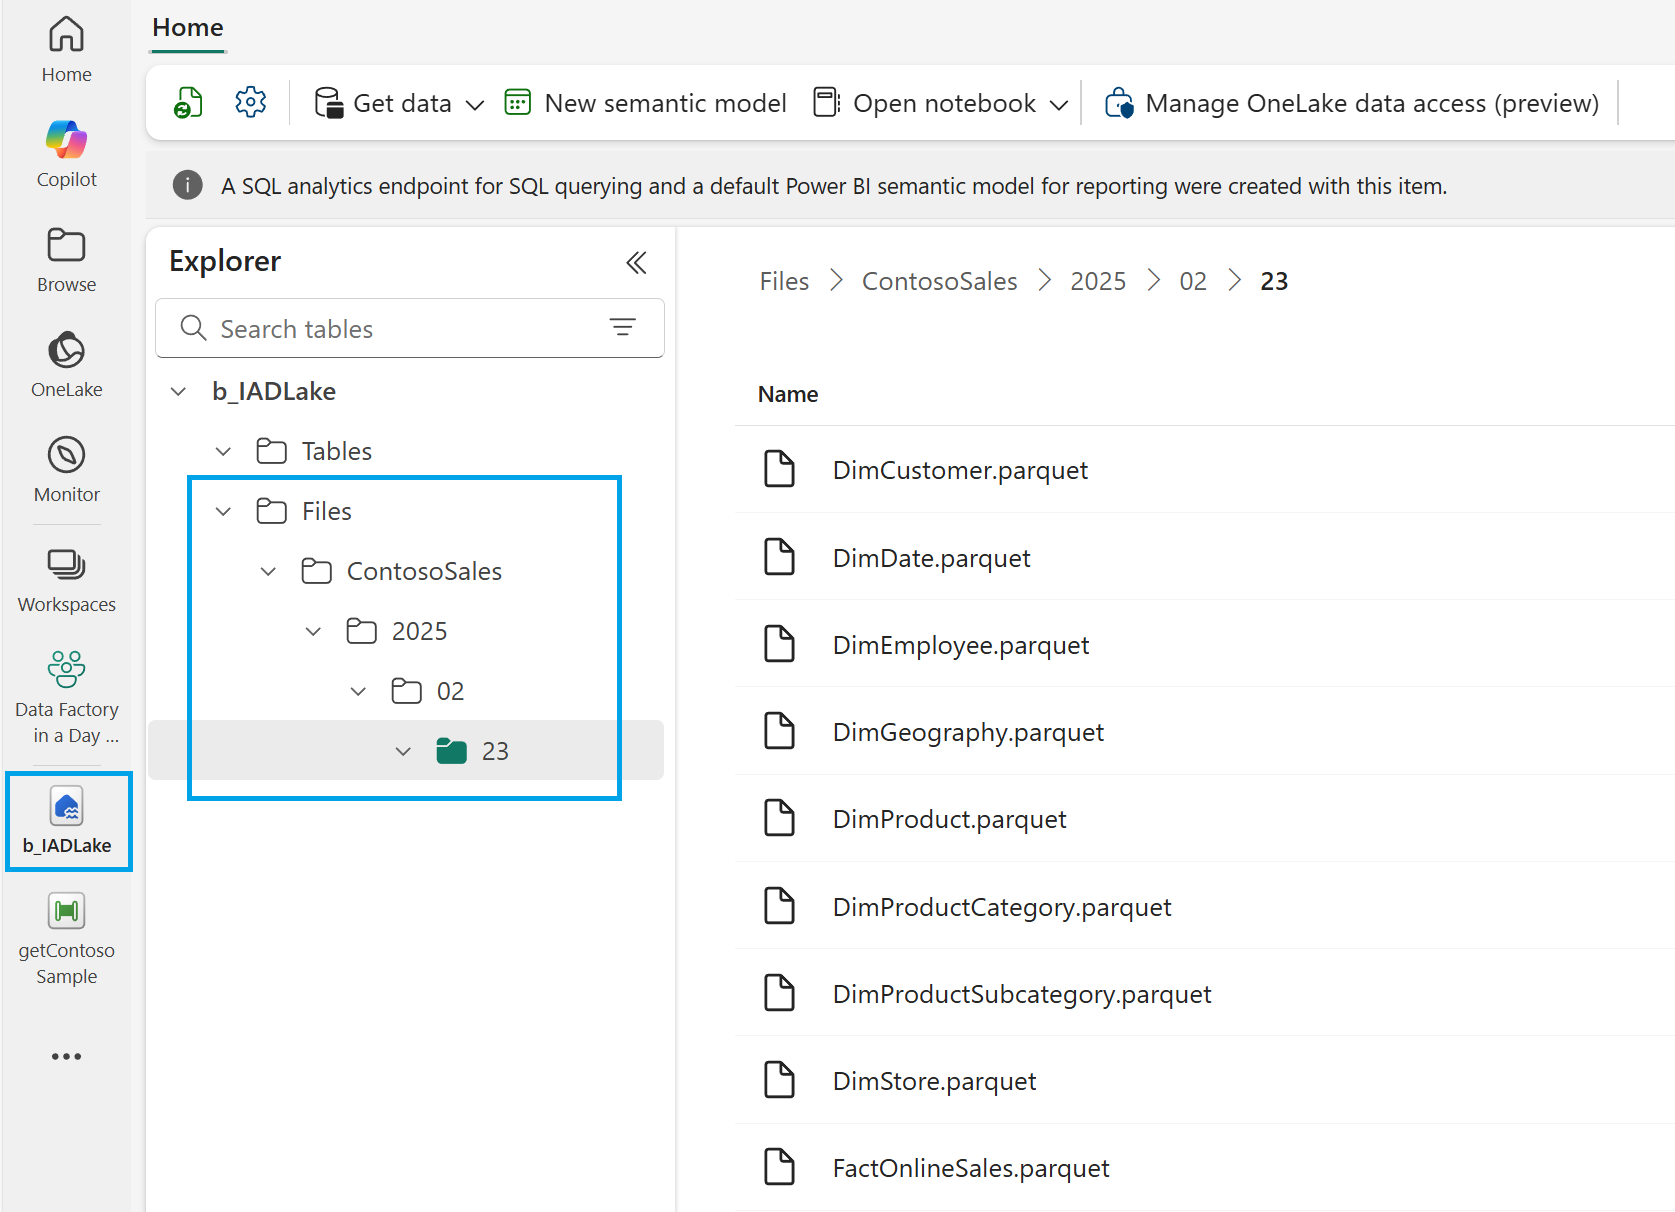 Home
Home
Copilot
Browse
OneLake
Monitor
Workspaces
Data Factory
in a Day ...
b_IADLake
getContoso
Sample
Get data
New semantic model
Open notebook
Manage OneLake data access (preview)
A SQL analytics endpoint for SQL querying and a default Power BI semantic model for reporting were created with this item.
Explorer
Search tables
b_IADLake
Tables
Files
ContosoSales
2025
02
23
Files > ContosoSales > 2025 > 02 > 23
Name
DimCustomer.parquet
DimDate.parquet
DimEmployee.parquet
DimGeography.parquet
DimProduct.parquet
DimProductCategory.parquet
DimProductSubcategory.parquet
DimStore.parquet
FactOnlineSales.parquet